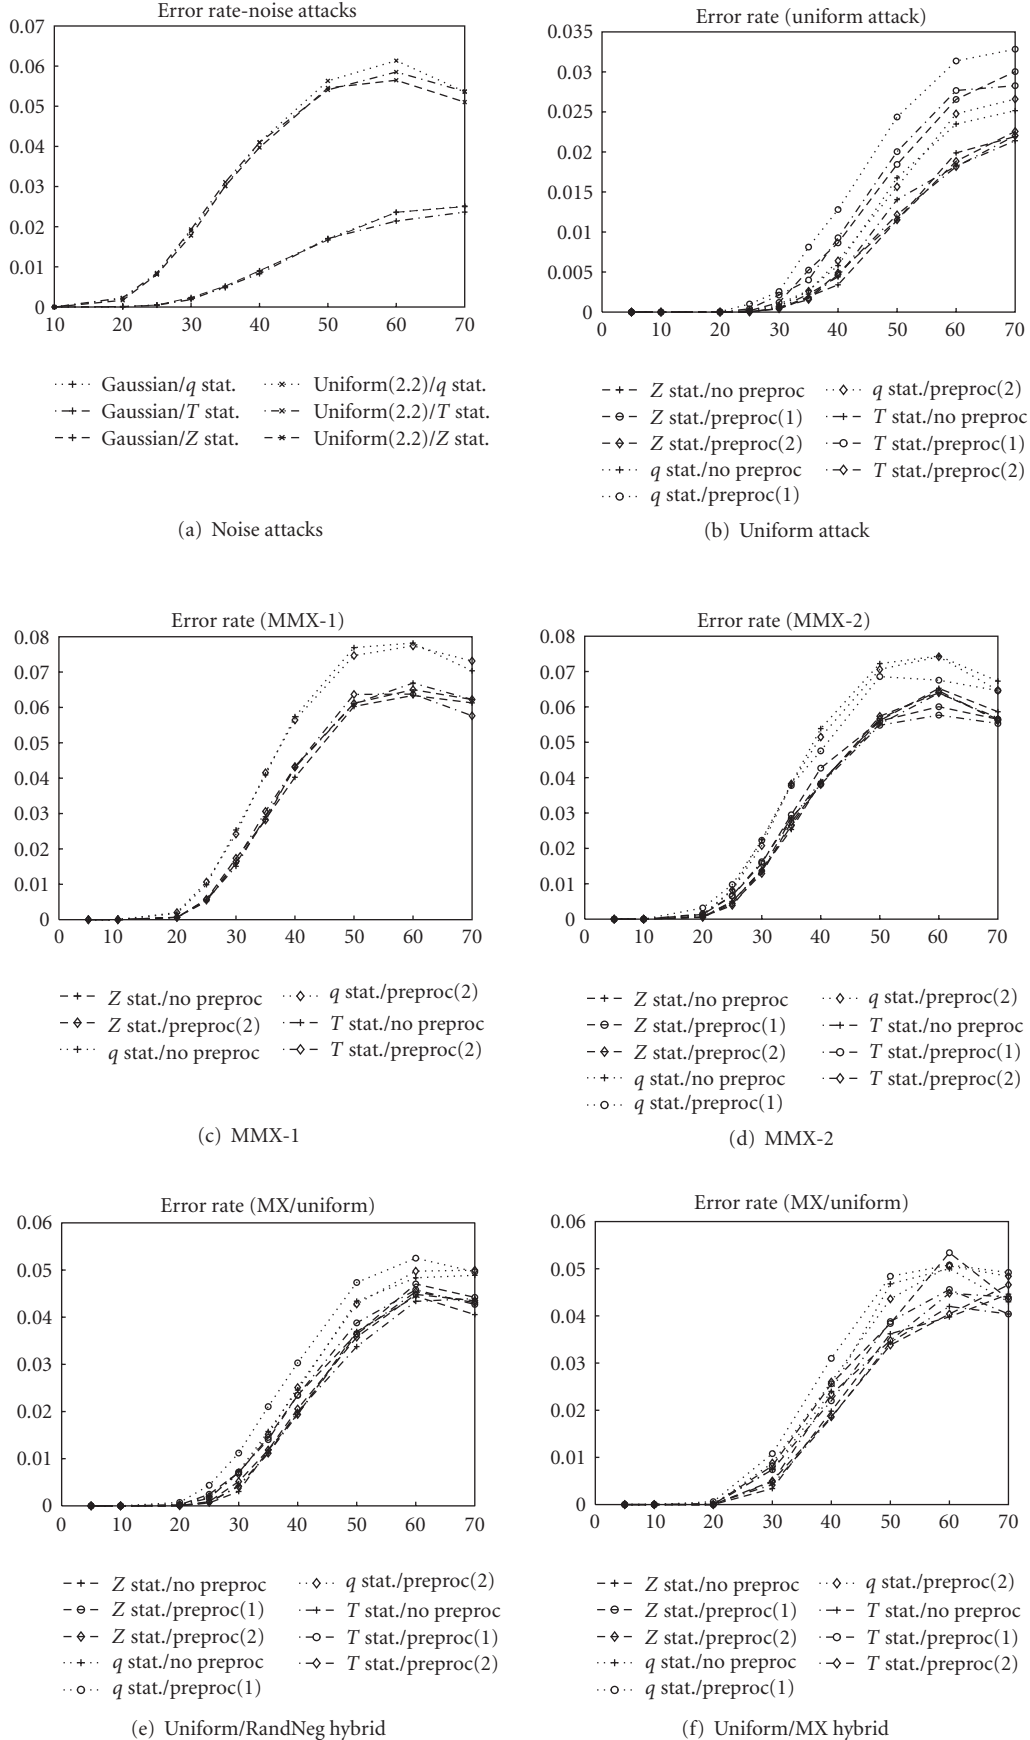 Error rate-noise attacks
0.07
0.06
0.05
0.04
0.03
0.02
0.01
0
10 20 30 40 50 60 70
Gaussian/q stat.
Gaussian/T stat.
Gaussian/Z stat.
Uniform(2.2)/q stat.
Uniform(2.2)/T stat.
Uniform(2.2)/Z stat.
(a) Noise attacks
Error rate (uniform attack)
0.035
0.03
0.025
0.02
0.015
0.01
0.005
0
0 10 20 30 40 50 60 70
Z stat./no preproc
Z stat./preproc(1)
Z stat./preproc(2)
q stat./no preproc
q stat./preproc(1)
q stat./preproc(2)
T stat./no preproc
T stat./preproc(1)
T stat./preproc(2)
(b) Uniform attack
Error rate (MMX-1)
0.08
0.07
0.06
0.05
0.04
0.03
0.02
0.01
0
0 10 20 30 40 50 60 70
Z stat./no preproc
Z stat./preproc(2)
q stat./no preproc
q stat./preproc(2)
T stat./no preproc
T stat./preproc(2)
(c) MMX-1
Error rate (MMX-2)
0.08
0.07
0.06
0.05
0.04
0.03
0.02
0.01
0
0 10 20 30 40 50 60 70
Z stat./no preproc
Z stat./preproc(1)
Z stat./preproc(2)
q stat./no preproc
q stat./preproc(1)
q stat./preproc(2)
T stat./no preproc
T stat./preproc(1)
T stat./preproc(2)
(d) MMX-2
Error rate (MX/uniform)
0.06
0.05
0.04
0.03
0.02
0.01
0
0 10 20 30 40 50 60 70
Z stat./no preproc
Z stat./preproc(1)
Z stat./preproc(2)
q stat./no preproc
q stat./preproc(1)
q stat./preproc(2)
T stat./no preproc
T stat./preproc(1)
T stat./preproc(2)
(e) Uniform/RandNeg hybrid
Error rate (MX/uniform)
0.06
0.05
0.04
0.03
0.02
0.01
0
0 10 20 30 40 50 60 70
Z stat./no preproc
Z stat./preproc(1)
Z stat./preproc(2)
q stat./no preproc
q stat./preproc(1)
q stat./preproc(2)
T stat./no preproc
T stat./preproc(1)
T stat./preproc(2)
(f) Uniform/MX hybrid